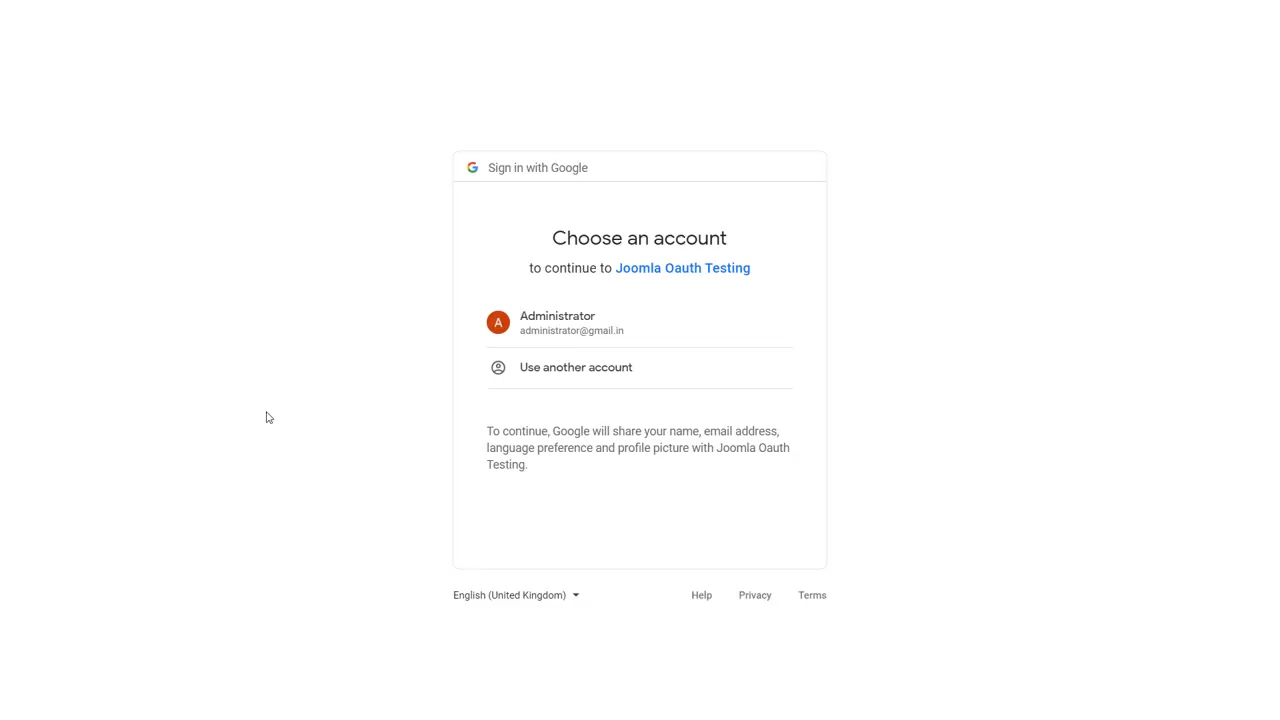 Sign in with Google
Choose an account
to continue to Joomla Oauth Testing
A
Administrator
administrator@gmail.in
Use another account
To continue, Google will share your name, email address,
language preference and profile picture with Joomla Oauth
Testing.
English (United Kingdom)
Help
Privacy
Terms